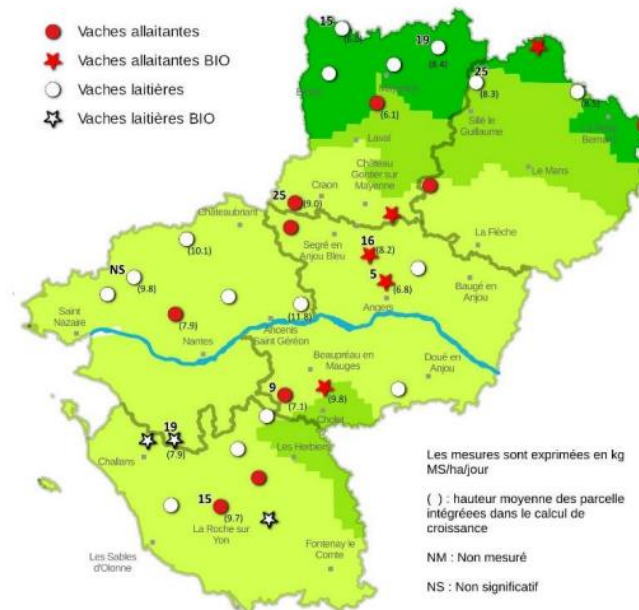 Vaches allaitantes
Vaches allaitantes BIO
Vaches laitières
Vaches laitières BIO
15
19
(8.4)
25
(8.3)
(8.5)
Mayenne
(6.1)
Sillé le
Guillaume
Bernard
Laval
Château
Gontier sur
Mayenne
Le Mans
Craon
25
(9.0)
Châteaubriant
La Flèche
Segré en
Anjou Bleu
16
(8.2)
(10.1)
NS
(9.8)
5
(6.8)
Baugé en
Anjou
Angers
Saint
Nazaire
(7.9)
(11.8)
Ancenis
Saint Géréon
Nantes
Beaupréau en
Mauges
Doué en
Anjou
9
(7.1)
(9.8)
Cholet
19
(7.9)
Challans
Les Herbiers
15
(9.7)
La Roche sur
Yon
Les Sables
d'Olonne
Fontenay le
Comte
Les mesures sont exprimées en kg
MS/ha/jour
( ) : hauteur moyenne des parcelle
intégréees dans le calcul de
croissance
NM : Non mesuré
NS : Non significatif